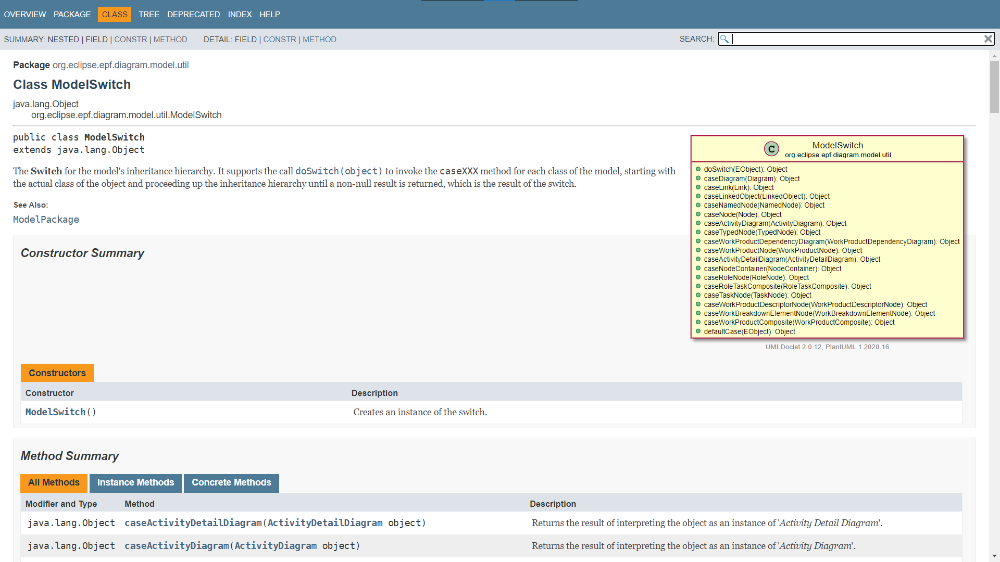 OVERVIEW PACKAGE CLASS TREE DEPRECATED INDEX HELP
SUMMARY: NESTED | FIELD | CONSTR | METHOD DETAIL: FIELD | CONSTR | METHOD SEARCH:
Package org.eclipse.epf.diagram.model.util
Class ModelSwitch
java.lang.Object
org.eclipse.epf.diagram.model.util.ModelSwitch
public class ModelSwitch
extends java.lang.Object
The Switch for the model's inheritance hierarchy. It supports the call doSwitch(object) to invoke the caseXXX method for each class of the model, starting with
the actual class of the object and proceeding up the inheritance hierarchy until a non-null result is returned, which is the result of the switch.
See Also:
ModelPackage
C ModelSwitch
org.eclipse.epf.diagram.model.util
doSwitch(EObject): Object
caseDiagram(Diagram): Object
caseLink(Link): Object
caseLinkedObject(LinkedObject): Object
caseNamedNode(NamedNode): Object
caseNode(Node): Object
caseActivityDiagram(ActivityDiagram): Object
caseTypedNode(TypedNode): Object
caseWorkProductDependencyDiagram(WorkProductDependencyDiagram): Object
caseWorkProductNode(WorkProductNode): Object
caseActivityDetailDiagram(ActivityDetailDiagram): Object
caseNodeContainer(NodeContainer): Object
caseRoleNode(RoleNode): Object
caseRoleTaskComposite(RoleTaskComposite): Object
caseTaskNode(TaskNode): Object
caseWorkProductDescriptorNode(WorkProductDescriptorNode): Object
caseWorkBreakdownElementNode(WorkBreakdownElementNode): Object
caseWorkProductComposite(WorkProductComposite): Object
defaultCase(EObject): Object
UMLDoclet 2.0.12, PlantUML 1.2020.16
Constructor Summary
Constructors
Constructor Description
ModelSwitch() Creates an instance of the switch.
Method Summary
All Methods Instance Methods Concrete Methods
Modifier and Type Method Description
java.lang.Object caseActivityDetailDiagram(ActivityDetailDiagram object) Returns the result of interpreting the object as an instance of 'Activity Detail Diagram'.
java.lang.Object caseActivityDiagram(ActivityDiagram object) Returns the result of interpreting the object as an instance of 'Activity Diagram'.